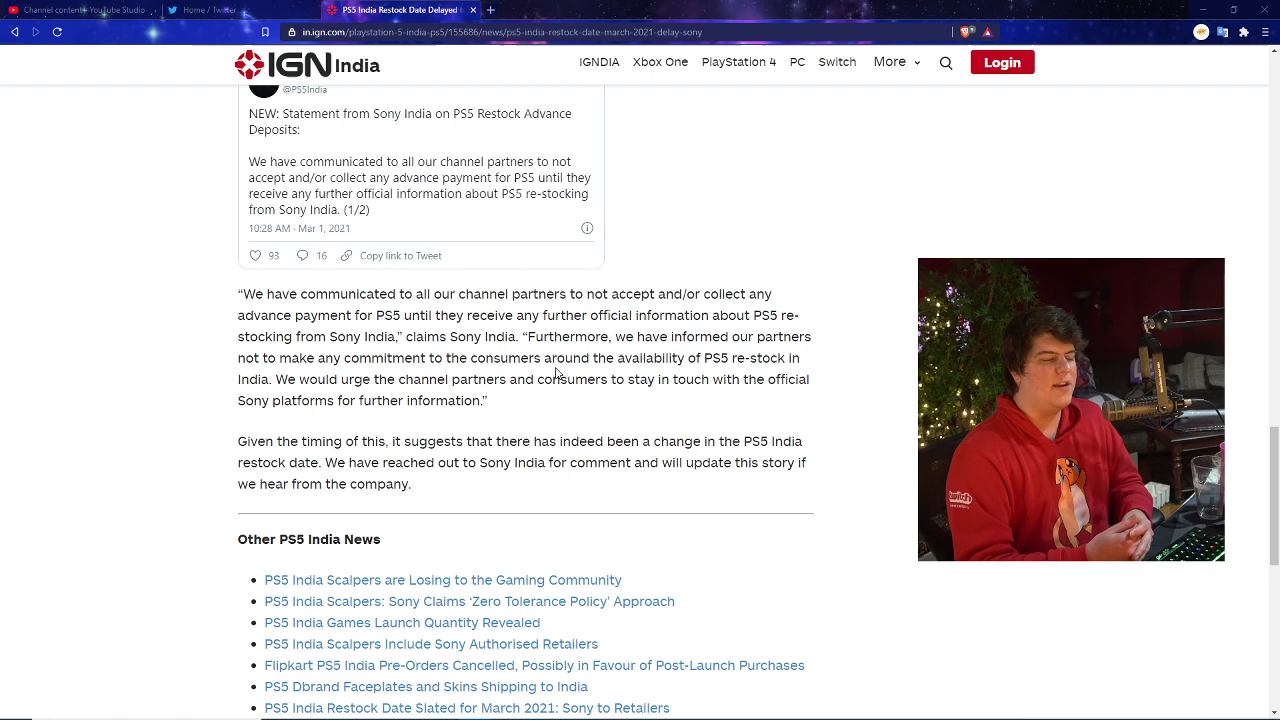 Channel content - YouTube Studio
Home / Twitter
PS5 India Restock Date Delayed
in.ign.com/playstation-5-india-ps5/155686/news/ps5-india-restock-date-march-2021-delay-sony
IGN India
IGNDIA
Xbox One
PlayStation 4
PC
Switch
More
Login
@PS5India
NEW: Statement from Sony India on PS5 Restock Advance
Deposits:
We have communicated to all our channel partners to not
accept and/or collect any advance payment for PS5 until they
receive any further official information about PS5 re-stocking
from Sony India. (1/2)
10:28 AM · Mar 1, 2021
93
16
Copy link to Tweet
“We have communicated to all our channel partners to not accept and/or collect any
advance payment for PS5 until they receive any further official information about PS5 re-
stocking from Sony India,” claims Sony India. “Furthermore, we have informed our partners
not to make any commitment to the consumers around the availability of PS5 re-stock in
India. We would urge the channel partners and consumers to stay in touch with the official
Sony platforms for further information.”
Given the timing of this, it suggests that there has indeed been a change in the PS5 India
restock date. We have reached out to Sony India for comment and will update this story if
we hear from the company.
Other PS5 India News
PS5 India Scalpers are Losing to the Gaming Community
PS5 India Scalpers: Sony Claims ‘Zero Tolerance Policy’ Approach
PS5 India Games Launch Quantity Revealed
PS5 India Scalpers Include Sony Authorised Retailers
Flipkart PS5 India Pre-Orders Cancelled, Possibly in Favour of Post-Launch Purchases
PS5 Dbrand Faceplates and Skins Shipping to India
PS5 India Restock Date Slated for March 2021: Sony to Retailers
twitch